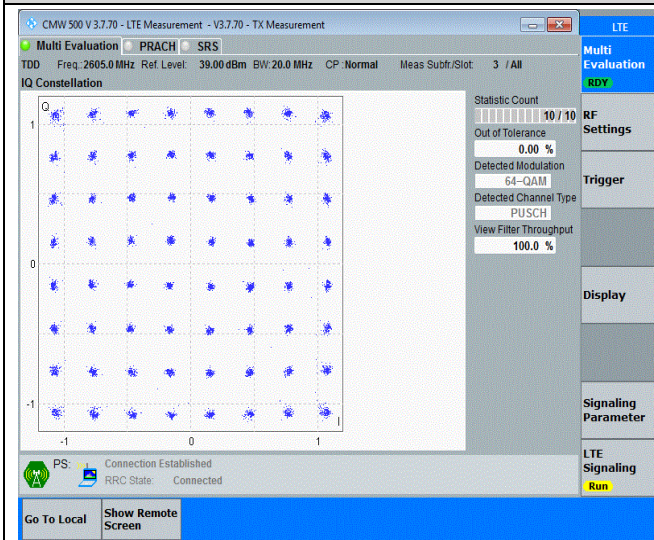 CMW 500 V 3.7.70 - LTE Measurement - V3.7.70 - TX Measurement
LTE
Multi Evaluation PRACH SRS
Multi
Evaluation
RDY
TDD Freq.:2605.0 MHz Ref. Level: 39.00 dBm BW:20.0 MHz CP :Normal Meas Subfr./Slot: 3 / All
IQ Constellation
Q
1
0
-1
I
-1 0 1
Statistic Count
10 / 10
Out of Tolerance
0.00 %
Detected Modulation
64-QAM
Detected Channel Type
PUSCH
View Filter Throughput
100.0 %
RF
Settings
Trigger
Display
Signaling
Parameter
LTE
Signaling
Run
PS: Connection Established
RRC State: Connected
Go To Local
Show Remote
Screen